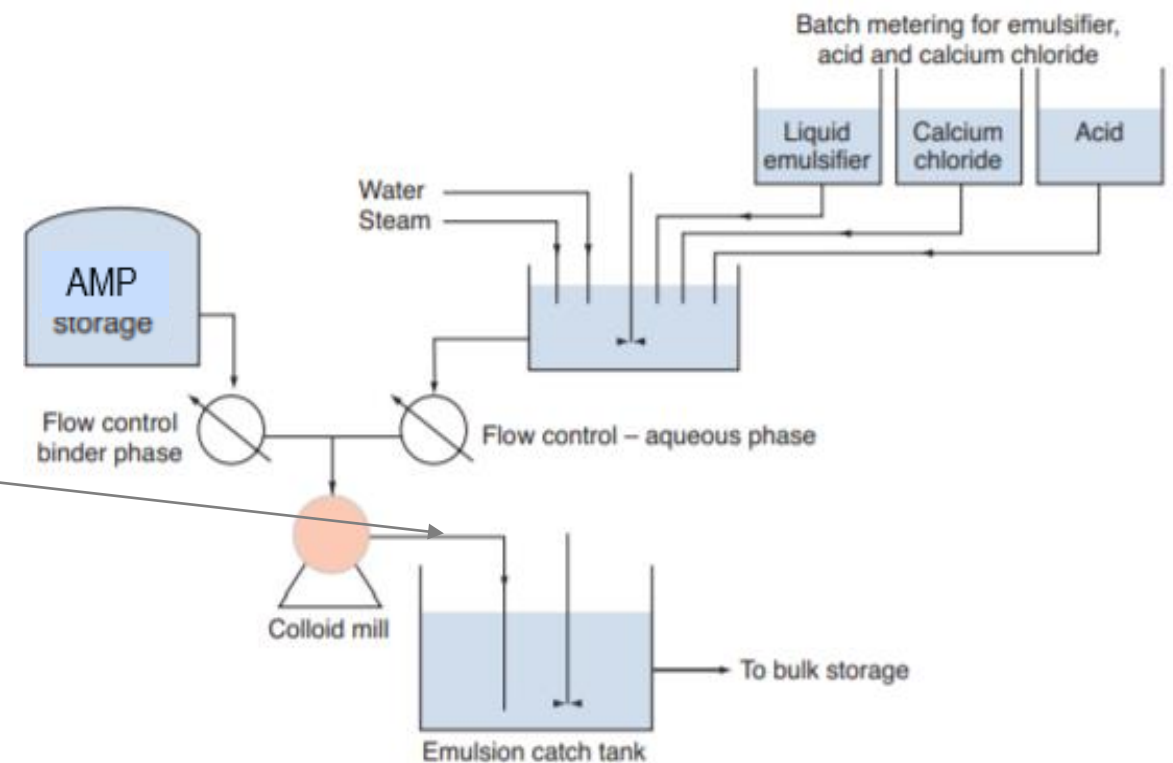 Batch metering for emulsifier,
acid and calcium chloride
Liquid
emulsifier
Calcium
chloride
Acid
Water
Steam
AMP
storage
Flow control
binder phase
Flow control – aqueous phase
Colloid mill
To bulk storage
Emulsion catch tank